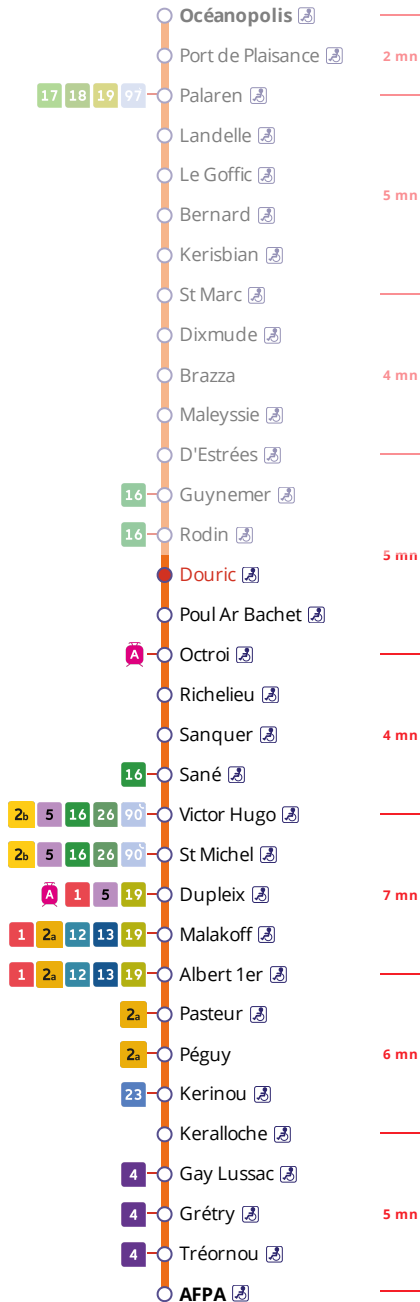 Océanopolis
Port de Plaisance 2 mn
17 18 19 97 Palaren
Landelle
Le Goffic 5 mn
Bernard
Kerisbian
St Marc
Dixmude
Brazza 4 mn
Maleyssie
D'Estrées
16 Guynemer
16 Rodin
5 mn
Douric
Poul Ar Bachet
A Octroi
Richelieu
Sanquer 4 mn
16 Sané
2b 5 16 26 90 Victor Hugo
2b 5 16 26 90 St Michel
A 1 5 19 Dupleix 7 mn
1 2a 12 13 19 Malakoff
1 2a 12 13 19 Albert 1er
2a Pasteur
2a Péguy 6 mn
23 Kerinou
Keralloche
4 Gay Lussac
4 Grétry 5 mn
4 Tréornou
AFPA